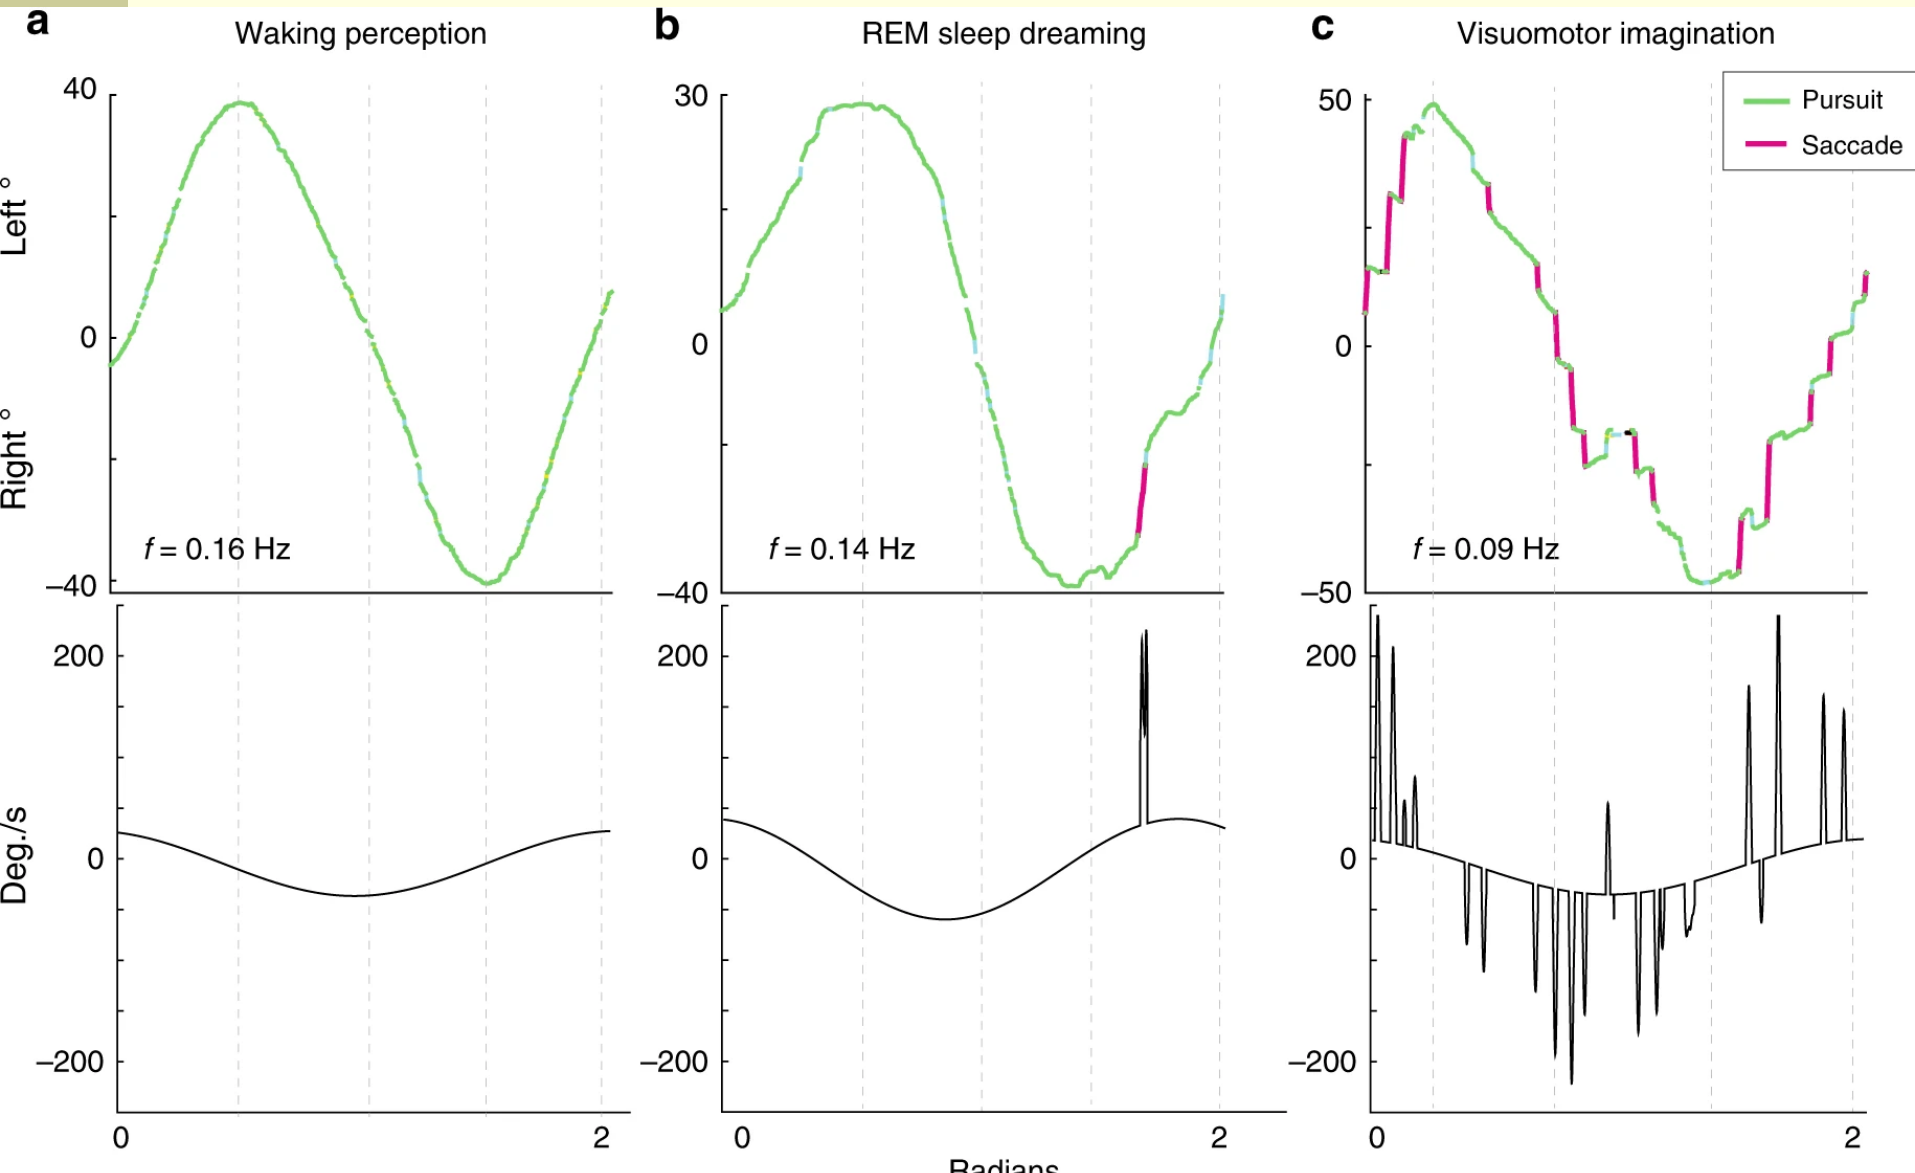 a
Waking perception
b
REM sleep dreaming
c
Visuomotor imagination
Pursuit
Saccade
Left °
Right °
40
0
–40
f = 0.16 Hz
30
0
–40
f = 0.14 Hz
50
0
–50
f = 0.09 Hz
Deg./s
200
0
–200
200
0
–200
200
0
–200
0
2
0
2
0
2
Radians